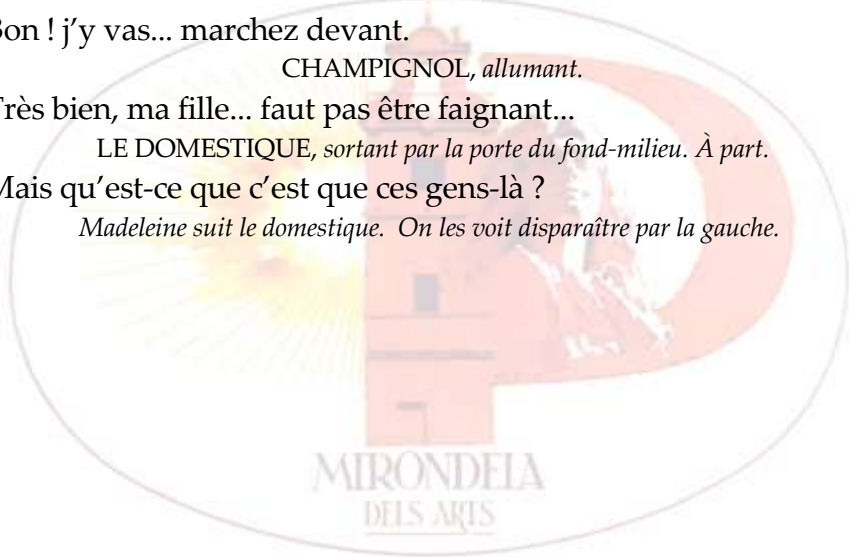 Bon ! j’y vas... marchez devant.
CHAMPIGNOL, allumant.
Très bien, ma fille... faut pas être faignant...
LE DOMESTIQUE, sortant par la porte du fond-milieu. À part.
Mais qu’est-ce que c’est que ces gens-là ?
Madeleine suit le domestique. On les voit disparaître par la gauche.
MIRONDELA
DELS ARTS